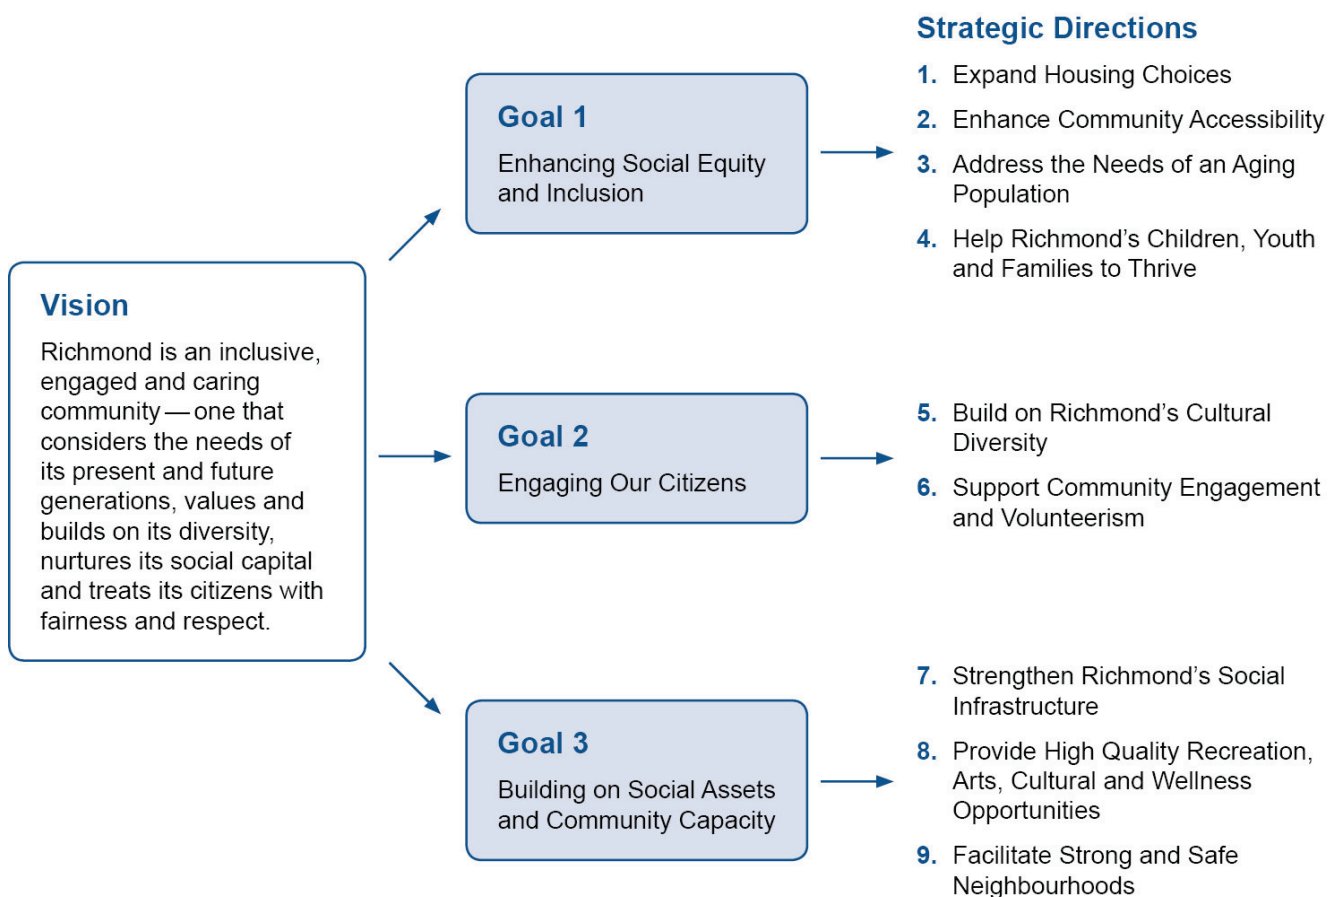 Vision
Richmond is an inclusive,
engaged and caring
community — one that
considers the needs of
its present and future
generations, values and
builds on its diversity,
nurtures its social capital
and treats its citizens with
fairness and respect.
Goal 1
Enhancing Social Equity
and Inclusion
Goal 2
Engaging Our Citizens
Goal 3
Building on Social Assets
and Community Capacity
Strategic Directions
1. Expand Housing Choices
2. Enhance Community Accessibility
3. Address the Needs of an Aging
Population
4. Help Richmond’s Children, Youth
and Families to Thrive
5. Build on Richmond’s Cultural
Diversity
6. Support Community Engagement
and Volunteerism
7. Strengthen Richmond’s Social
Infrastructure
8. Provide High Quality Recreation,
Arts, Cultural and Wellness
Opportunities
9. Facilitate Strong and Safe
Neighbourhoods